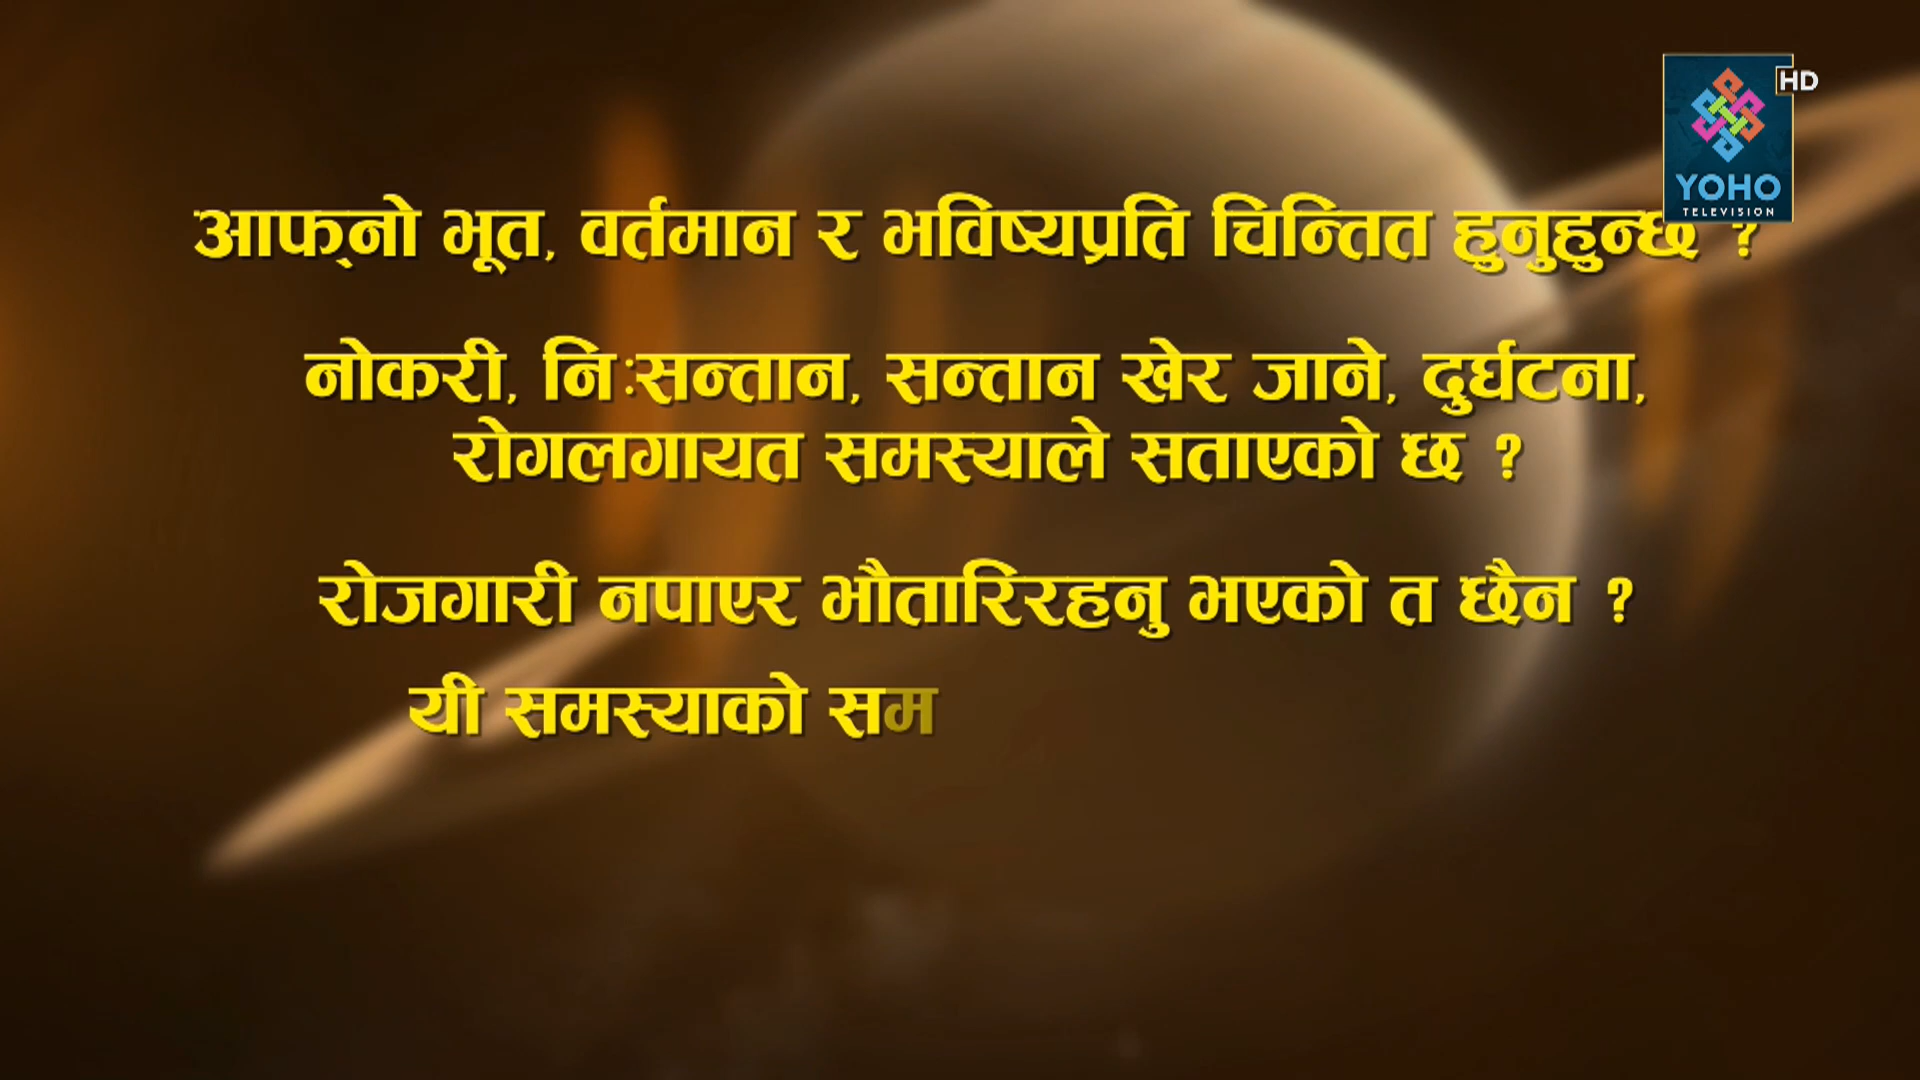 HD
YOHO
TELEVISION
आफ्नो भूत, वर्तमान र भविष्यप्रति चिन्तित हुनुहुन्छ ?
नोकरी, निःसन्तान, सन्तान खेर जाने, दुर्घटना,
रोगलगायत समस्याले सताएको छ ?
रोजगारी नपाएर भौतारिरहनु भएको त छैन ?
यी समस्याको सम